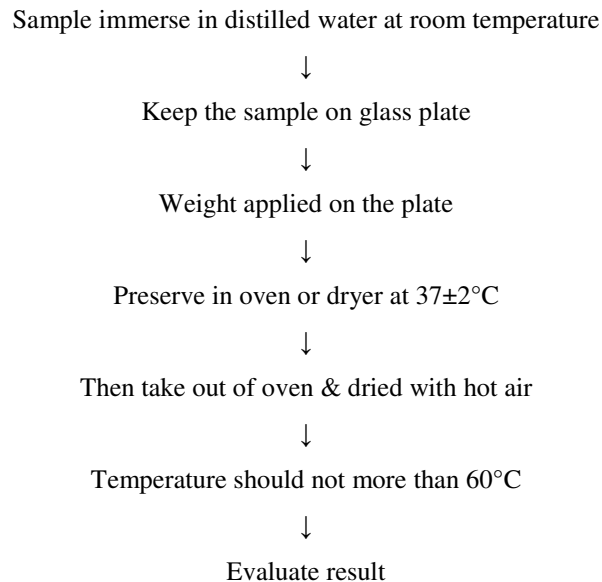 Sample immerse in distilled water at room temperature
↓
Keep the sample on glass plate
↓
Weight applied on the plate
↓
Preserve in oven or dryer at 37±2°C
↓
Then take out of oven & dried with hot air
↓
Temperature should not more than 60°C
↓
Evaluate result